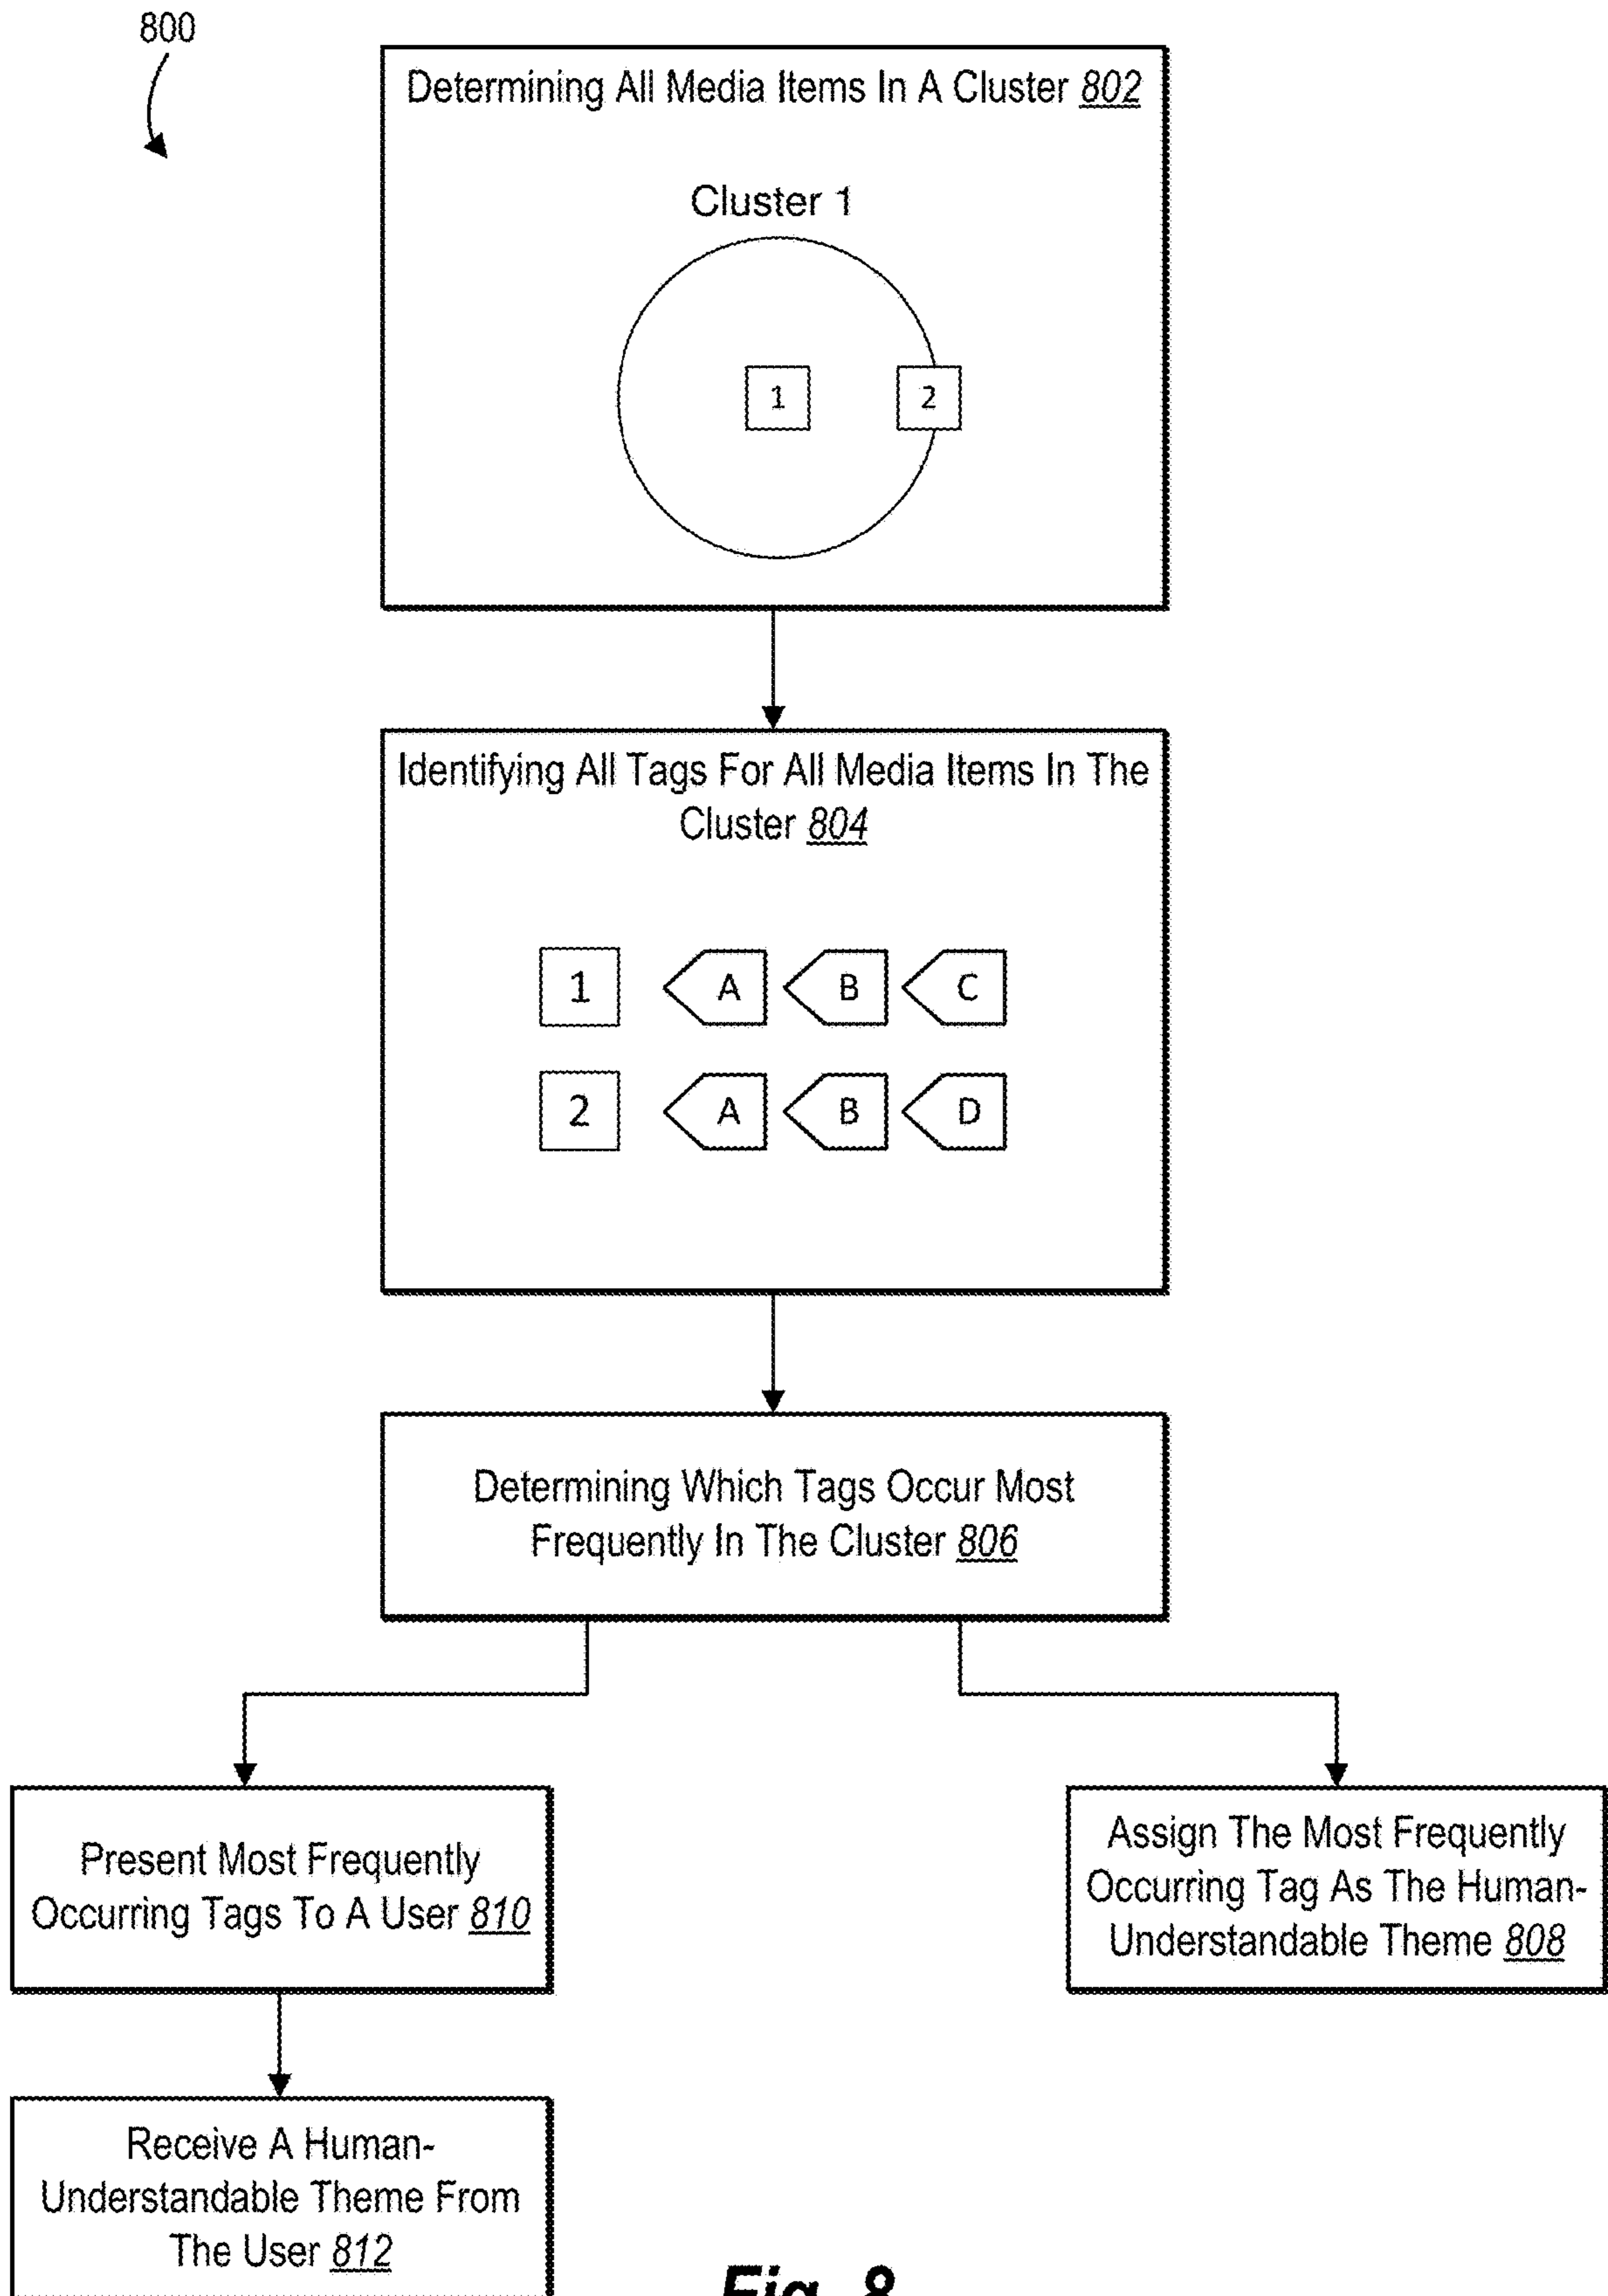 800
Determining All Media Items In A Cluster 802
Cluster 1
1
2
Identifying All Tags For All Media Items In The
Cluster 804
1 A B C
2 A B D
Determining Which Tags Occur Most
Frequently In The Cluster 806
Present Most Frequently
Occurring Tags To A User 810
Assign The Most Frequently
Occurring Tag As The Human-
Understandable Theme 808
Receive A Human-
Understandable Theme From
The User 812
Fig. 8